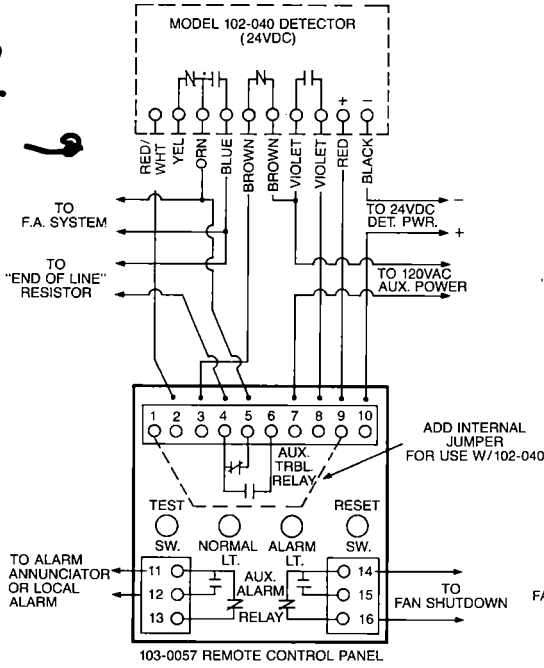 MODEL 102-040 DETECTOR
(24VDC)
RED/
WHT
YEL
ORN
BLUE
BROWN
BROWN
VIOLET
VIOLET
+
RED
−
BLACK
TO
F.A. SYSTEM
TO
"END OF LINE"
RESISTOR
−
TO 24VDC
DET. PWR.
+
TO 120VAC
AUX. POWER
1 2 3 4 5 6 7 8 9 10
AUX.
TRBL.
RELAY
ADD INTERNAL
JUMPER
FOR USE W/102-040
TEST
SW.
NORMAL
LT.
ALARM
LT.
RESET
SW.
TO ALARM
ANNUNCIATOR
OR LOCAL
ALARM
11
12
13
AUX.
ALARM
RELAY
14
15
16
TO
FAN SHUTDOWN
FA
103-0057 REMOTE CONTROL PANEL